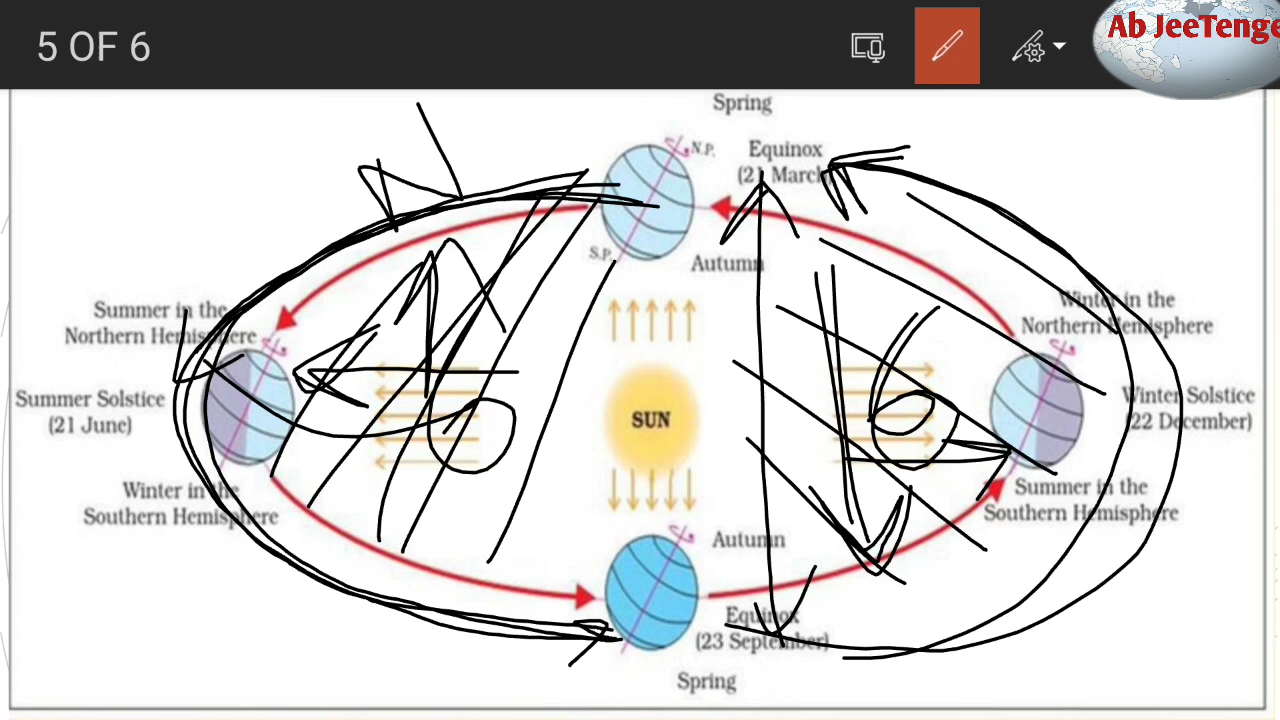 5 OF 6
Ab JeeTenge
Spring
N.P.
Equinox
(21 March)
S.P.
Autumn
Summer in the
Northern Hemisphere
Winter in the
Northern Hemisphere
Summer Solstice
(21 June)
SUN
Winter Solstice
(22 December)
Winter in the
Southern Hemisphere
Summer in the
Southern Hemisphere
Autumn
Equinox
(23 September)
Spring